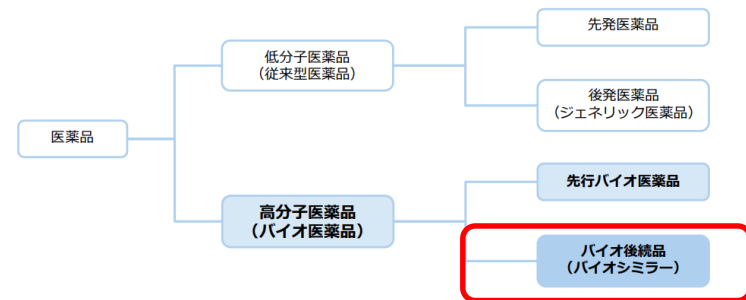 医薬品
低分子医薬品
(従来型医薬品)
先発医薬品
後発医薬品
(ジェネリック医薬品)
高分子医薬品
(バイオ医薬品)
先行バイオ医薬品
バイオ後続品
(バイオシミラー)